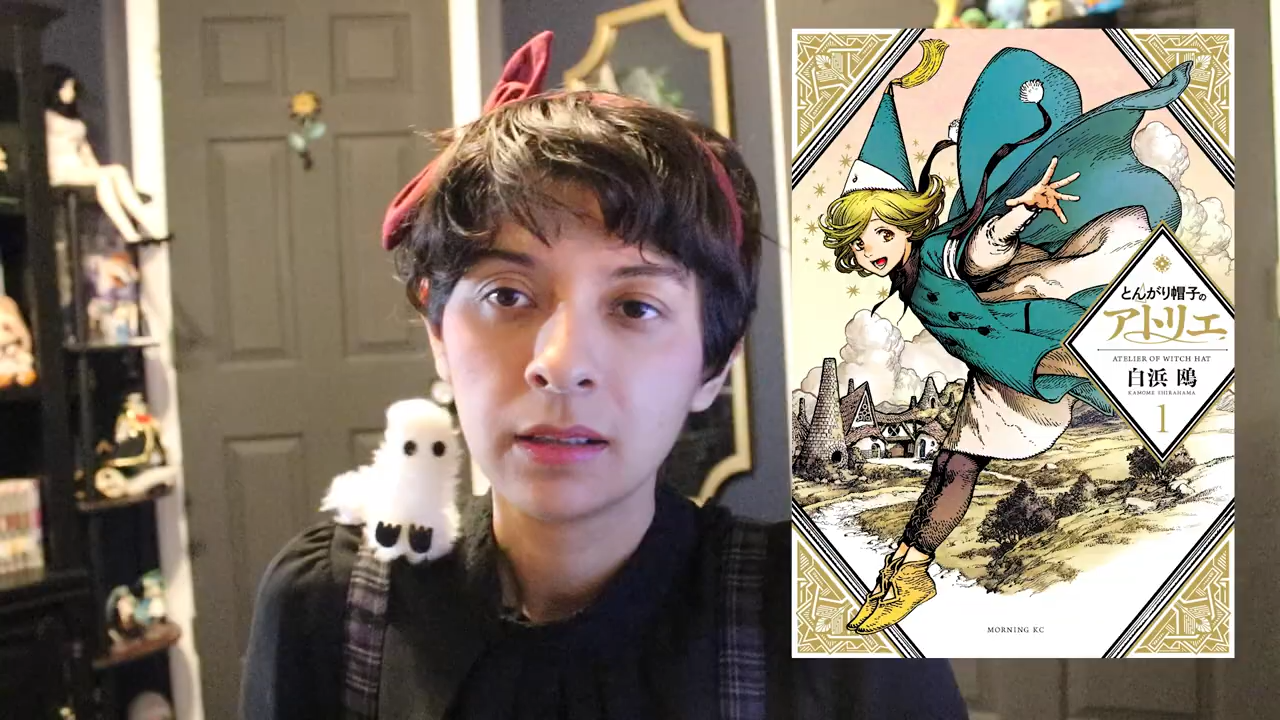 とんがり帽子の
アトリエ
ATELIER OF WITCH HAT
白浜 鴎
KAMOME SHIRAHAMA
1
MORNING KC